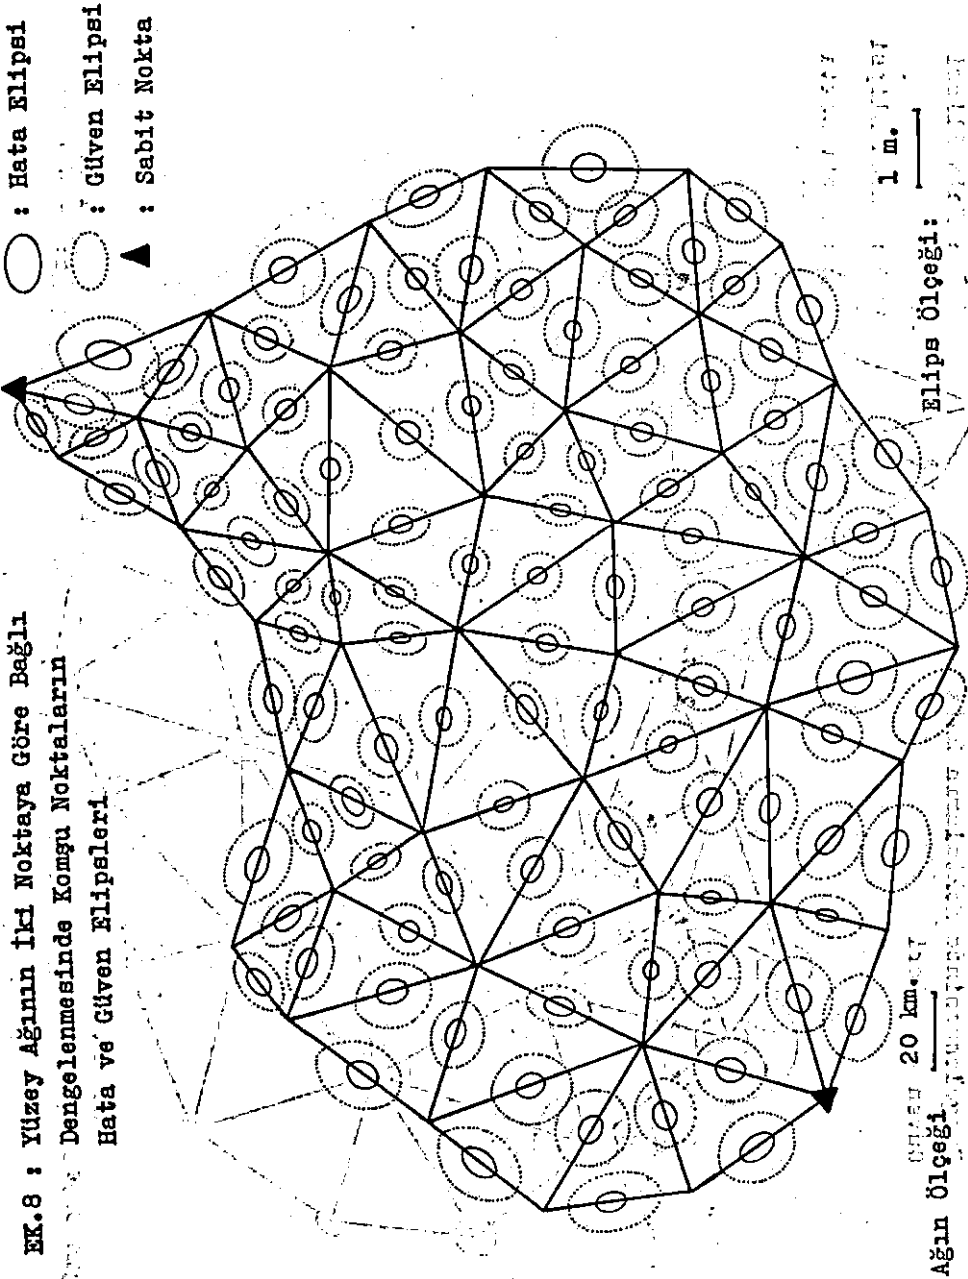 EK.8 : Yüzey Ağının İki Noktaya Göre Bağlı
Dengelenmesinde Komşu Noktaların
Hata ve Güven Elipsleri
: Hata Elipsi
: Güven Elipsi
: Sabit Nokta
Ağın Ölçeği
20 km.
Elips Ölçeği:
1 m.